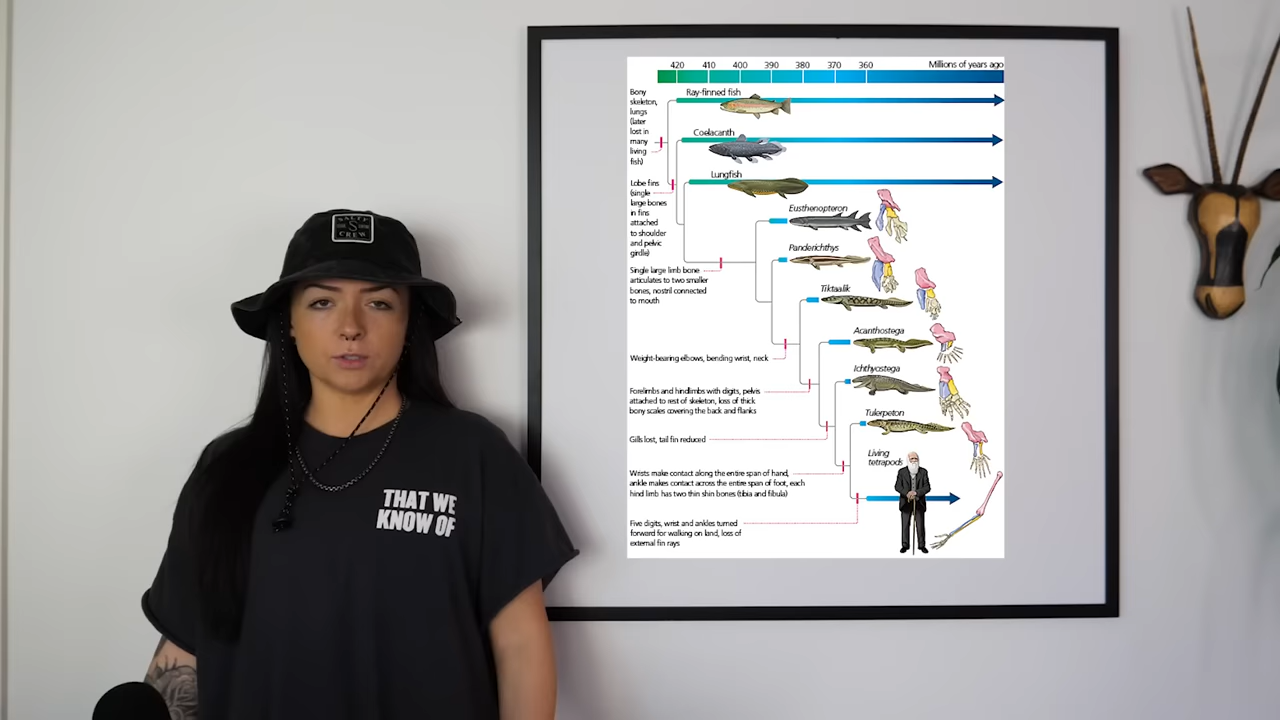 420 410 400 390 380 370 360 Millions of years ago
Ray-finned fish
Bony
skeleton,
lungs
(later
lost in
many
living
fish)
Coelacanth
Lungfish
Lobe fins
(single
large bones
in fins
attached
to shoulder
and pelvic
girdle)
Eusthenopteron
Panderichthys
Single large limb bone
articulates to two smaller
bones, nostril connected
to mouth
Tiktaalik
Acanthostega
Weight-bearing elbows, bending wrist, neck
Ichthyostega
Forelimbs and hindlimbs with digits, pelvis
attached to rest of skeleton, loss of thick
bony scales covering the back and flanks
Tulerpeton
Gills lost, tail fin reduced
Living
tetrapods
Wrists make contact along the entire span of hand,
ankle makes contact across the entire span of foot, each
hind limb has two thin shin bones (tibia and fibula)
Five digits, wrist and ankles turned
forward for walking on land, loss of
external fin rays
SALTY
S
CREW
THAT WE
KNOW OF